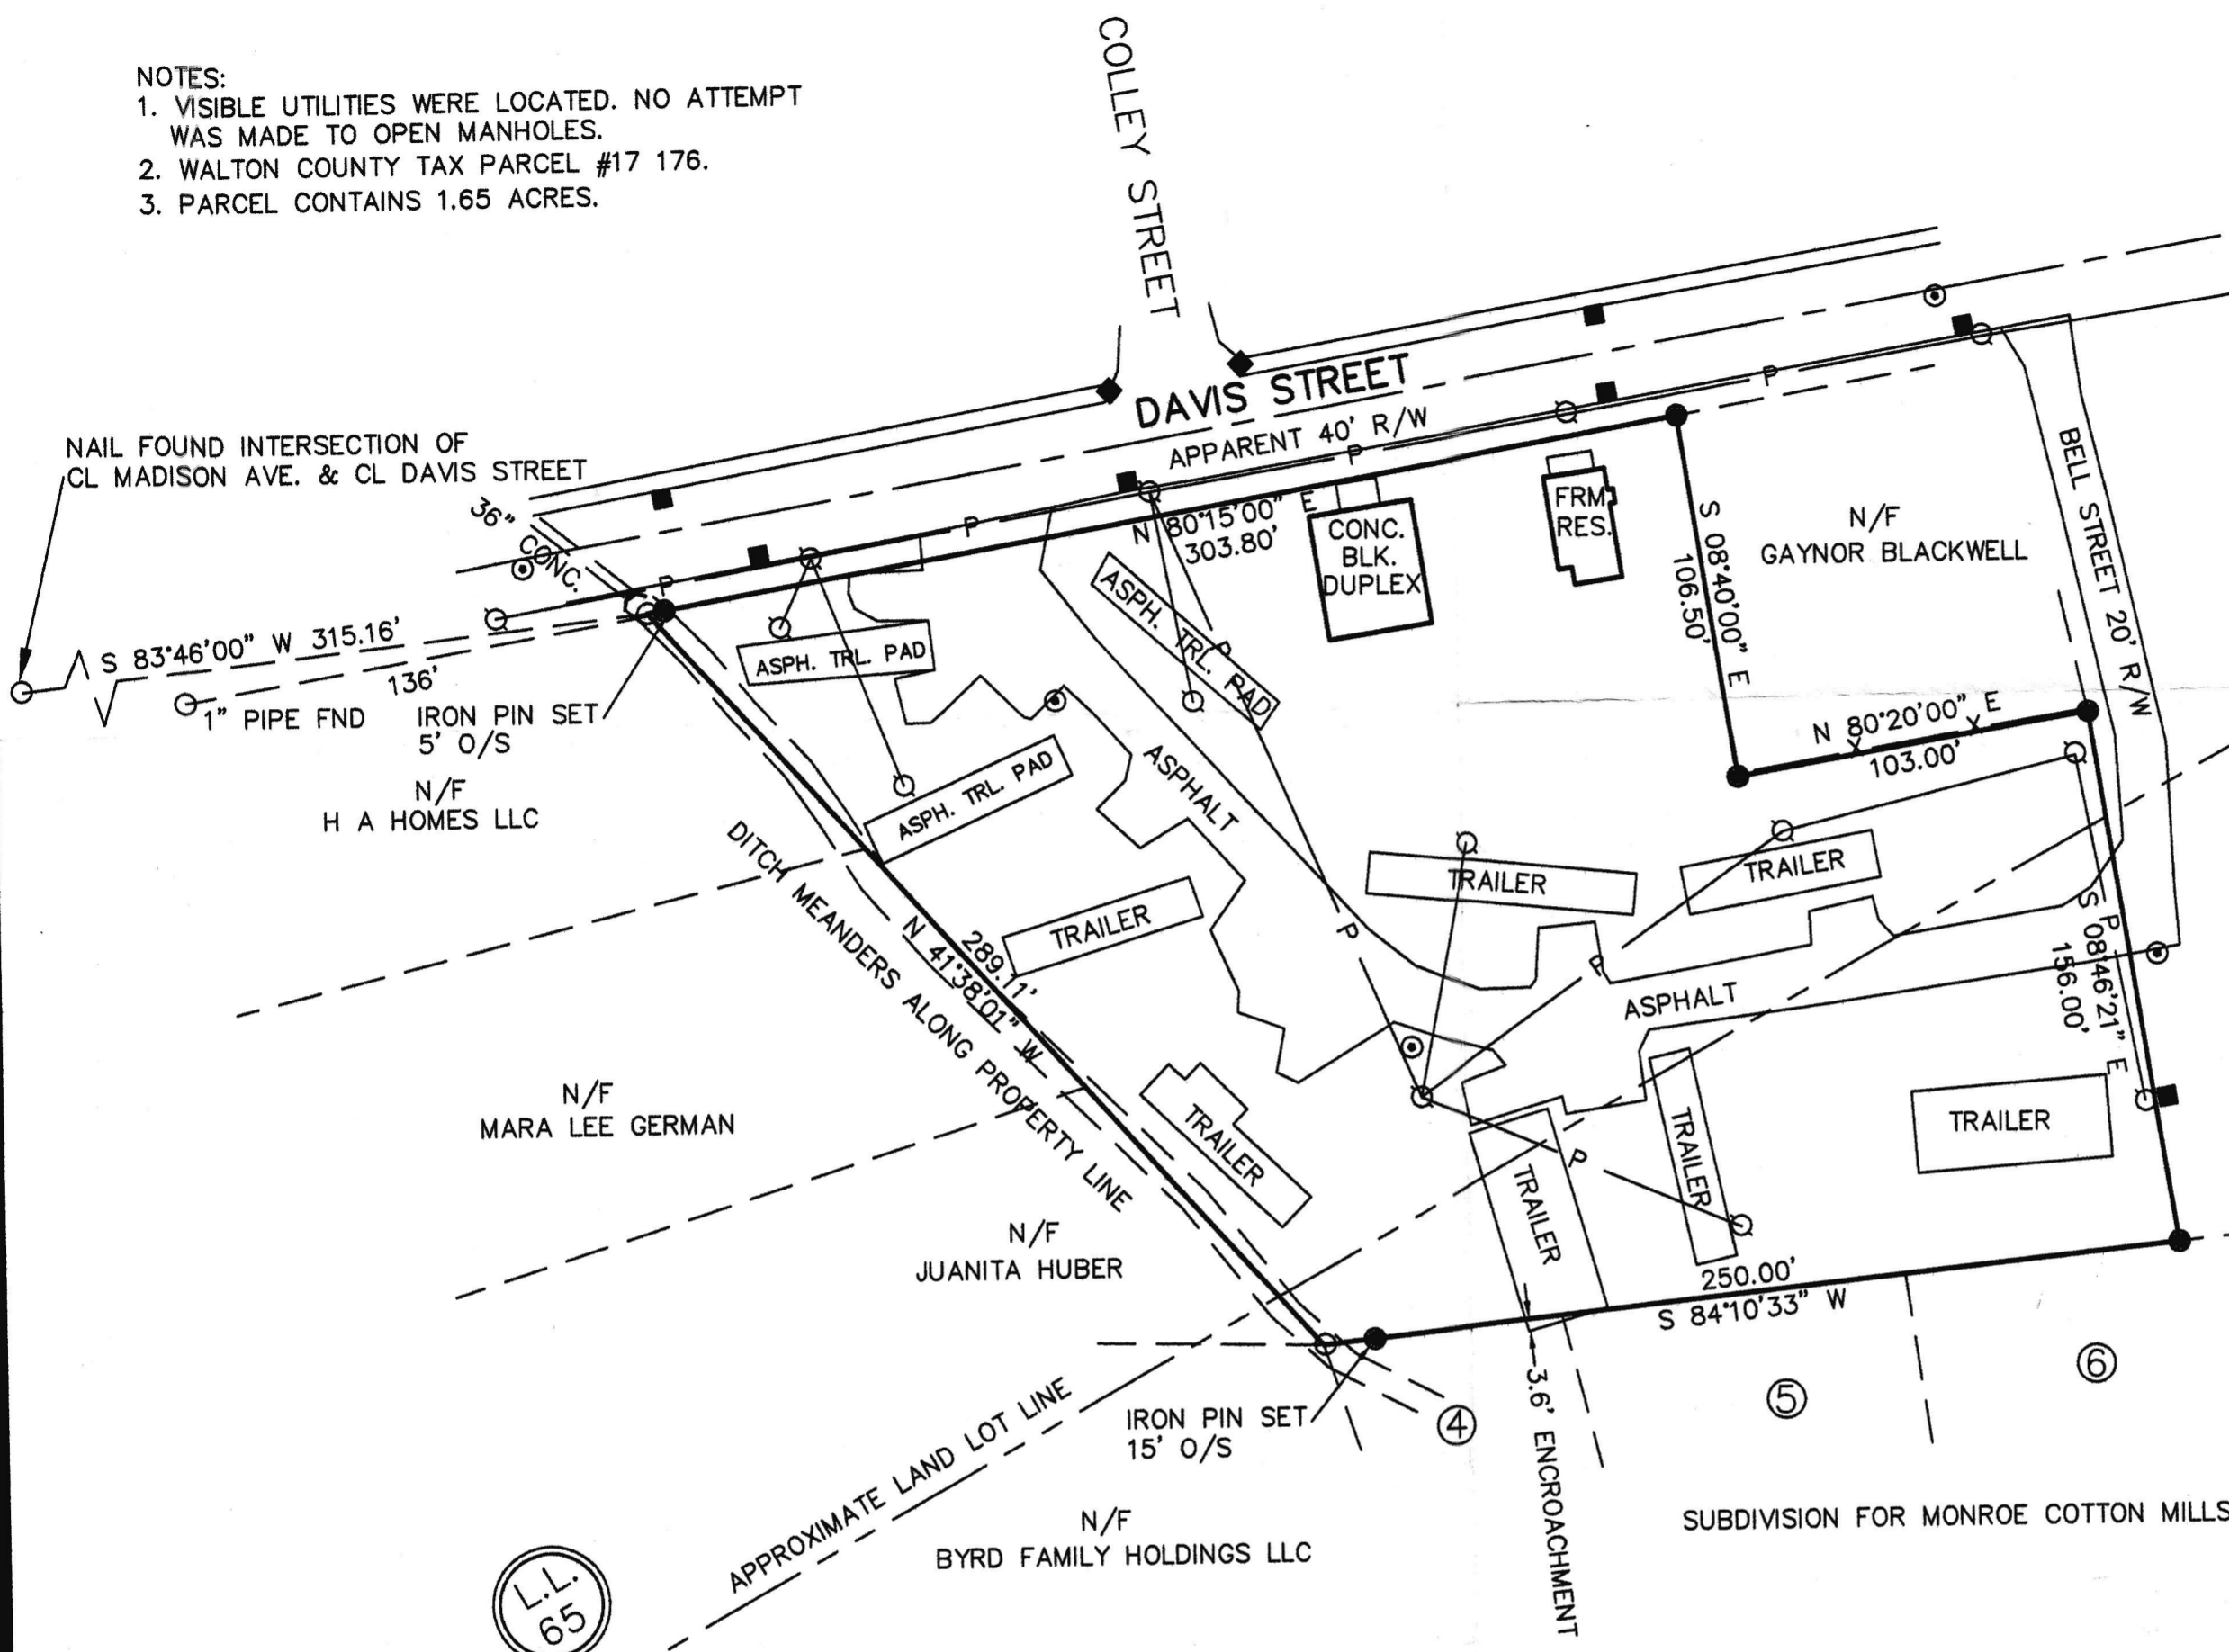 NOTES:
1. VISIBLE UTILITIES WERE LOCATED. NO ATTEMPT
WAS MADE TO OPEN MANHOLES.
2. WALTON COUNTY TAX PARCEL #17 176.
3. PARCEL CONTAINS 1.65 ACRES.
COLLEY STREET
DAVIS STREET
APPARENT 40' R/W
NAIL FOUND INTERSECTION OF
CL MADISON AVE. & CL DAVIS STREET
36"
CONC.
P
P
P
P
N 80°15'00" E
303.80'
CONC.
BLK.
DUPLEX
FRM
RES.
S 08°40'00" E
106.50'
N/F
GAYNOR BLACKWELL
BELL STREET 20' R/W
S 83°46'00" W 315.16'
136'
1" PIPE FND
IRON PIN SET
5' O/S
ASPH. TRL. PAD
ASPH. TRL. PAD
P
N 80°20'00" E
X X
103.00'
N/F
H A HOMES LLC
ASPH. TRL. PAD
ASPHALT
DITCH MEANDERS ALONG PROPERTY LINE
N 41°38'01" W
289.11'
TRAILER
TRAILER
TRAILER
P
P
P
S 08°46'21" E
156.00'
ASPHALT
N/F
MARA LEE GERMAN
TRAILER
TRAILER
TRAILER
TRAILER
P
N/F
JUANITA HUBER
250.00'
S 84°10'33" W
IRON PIN SET
15' O/S
4
5
6
3.6' ENCROACHMENT
APPROXIMATE LAND LOT LINE
N/F
BYRD FAMILY HOLDINGS LLC
SUBDIVISION FOR MONROE COTTON MILLS
L.L.
65